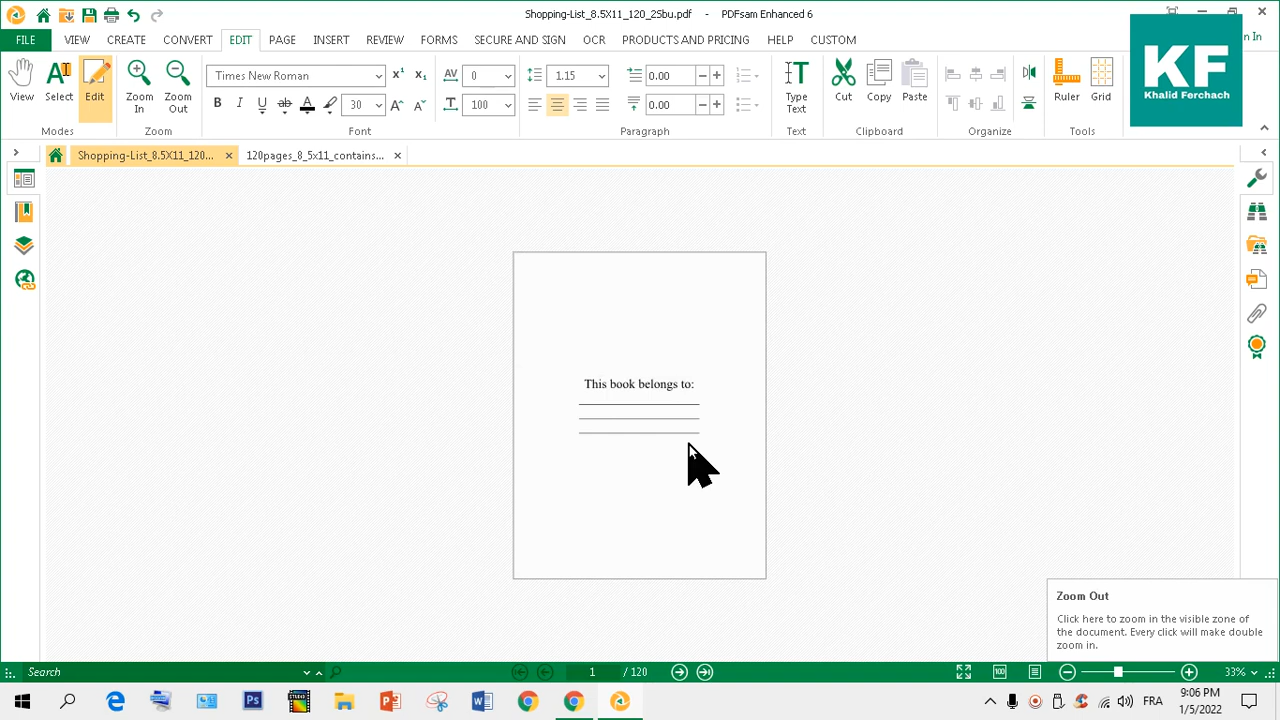 Shopping-List_8.5X11_120_2Sbu.pdf PDFsam Enhanced 6
FILE VIEW CREATE CONVERT EDIT PAGE INSERT REVIEW FORMS SECURE AND SIGN OCR PRODUCTS AND PRICING HELP CUSTOM
n In
KF
Khalid Ferchach
Times New Roman
0
1.15
0.00
30
100
0.00
View
Select
Edit
Zoom In
Zoom Out
Type Text
Cut
Copy
Paste
Ruler
Grid
Modes
Zoom
Font
Paragraph
Text
Clipboard
Organize
Tools
Shopping-List_8.5X11_120...
120pages_8_5x11_contains...
This book belongs to:
Zoom Out
Click here to zoom in the visible zone of
the document. Every click will make double
zoom in.
Search
1 / 120
33%
FRA
9:06 PM
1/5/2022